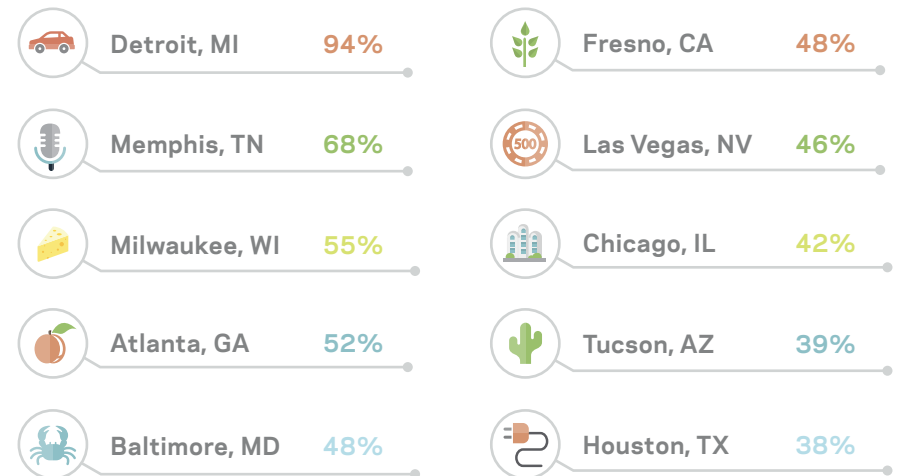 Detroit, MI 94%
Memphis, TN 68%
Milwaukee, WI 55%
Atlanta, GA 52%
Baltimore, MD 48%
Fresno, CA 48%
500
Las Vegas, NV 46%
Chicago, IL 42%
Tucson, AZ 39%
Houston, TX 38%